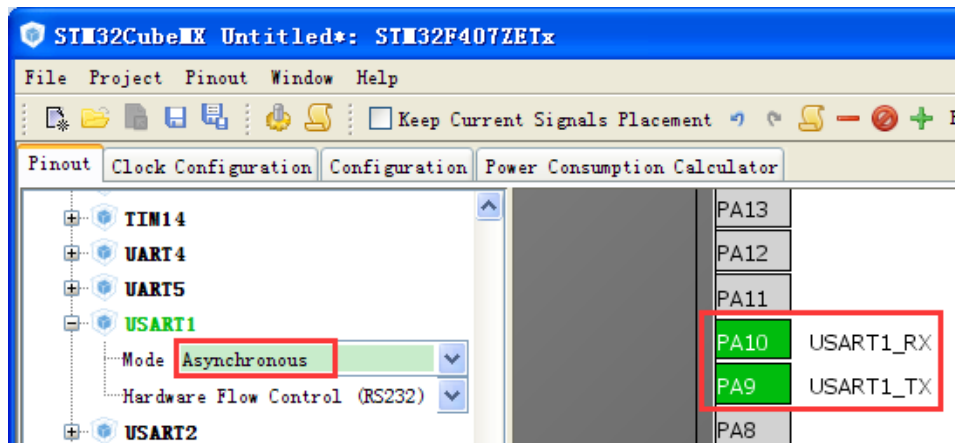 STM32CubeMX Untitled*: STM32F407ZETx
File Project Pinout Window Help
Keep Current Signals Placement
Pinout Clock Configuration Configuration Power Consumption Calculator
TIM14
UART4
UART5
USART1
Mode Asynchronous
Hardware Flow Control (RS232)
USART2
PA13
PA12
PA11
PA10 USART1_RX
PA9 USART1_TX
PA8